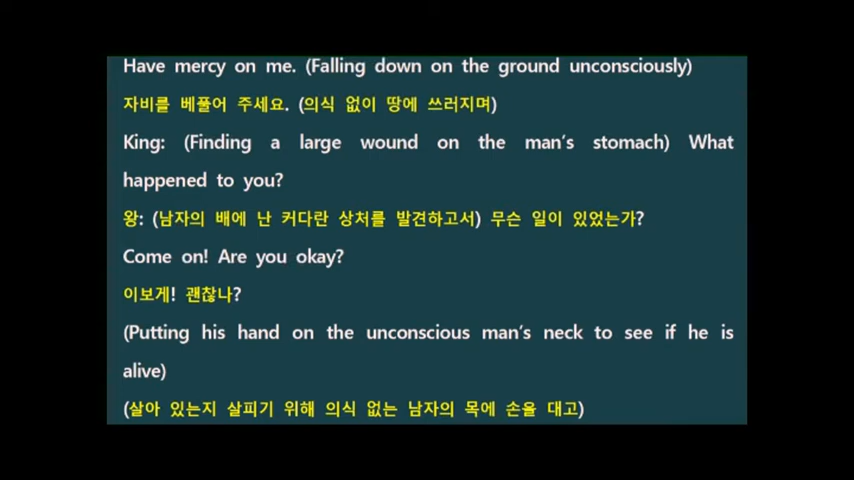 Have mercy on me. (Falling down on the ground unconsciously)
자비를 베풀어 주세요. (의식 없이 땅에 쓰러지며)
King: (Finding a large wound on the man's stomach) What
happened to you?
왕: (남자의 배에 난 커다란 상처를 발견하고서) 무슨 일이 있었는가?
Come on! Are you okay?
이보게! 괜찮나?
(Putting his hand on the unconscious man's neck to see if he is
alive)
(살아 있는지 살피기 위해 의식 없는 남자의 목에 손을 대고)